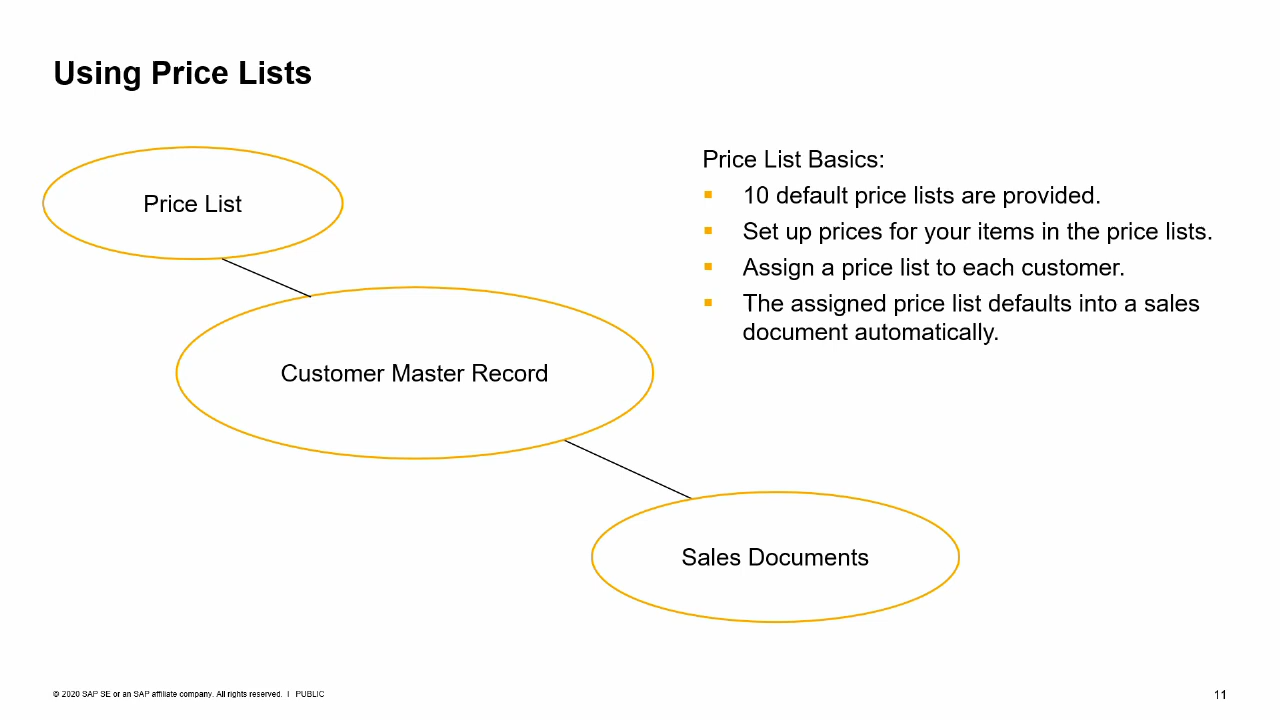 Using Price Lists
Price List
Customer Master Record
Sales Documents
Price List Basics:
▪ 10 default price lists are provided.
▪ Set up prices for your items in the price lists.
▪ Assign a price list to each customer.
▪ The assigned price list defaults into a sales
document automatically.
© 2020 SAP SE or an SAP affiliate company. All rights reserved. I PUBLIC
11